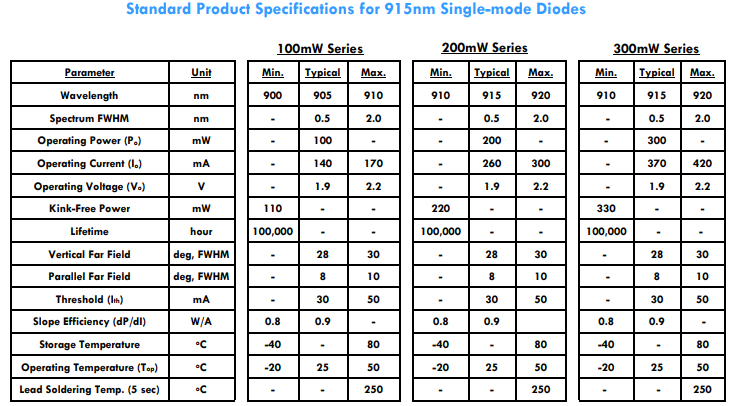 Standard Product Specifications for 915nm Single-mode Diodes
100mW Series 200mW Series 300mW Series
Parameter Unit Min. Typical Max. Min. Typical Max. Min. Typical Max.
Wavelength nm 900 905 910 910 915 920 910 915 920
Spectrum FWHM nm - 0.5 2.0 - 0.5 2.0 - 0.5 2.0
Operating Power (Po) mW - 100 - - 200 - - 300 -
Operating Current (Io) mA - 140 170 - 260 300 - 370 420
Operating Voltage (Vo) V - 1.9 2.2 - 1.9 2.2 - 1.9 2.2
Kink-Free Power mW 110 - - 220 - - 330 - -
Lifetime hour 100,000 - - 100,000 - - 100,000 - -
Vertical Far Field deg, FWHM - 28 30 - 28 30 - 28 30
Parallel Far Field deg, FWHM - 8 10 - 8 10 - 8 10
Threshold (Ith) mA - 30 50 - 30 50 - 30 50
Slope Efficiency (dP/dI) W/A 0.8 0.9 - 0.8 0.9 0.8 0.9 -
Storage Temperature °C -40 - 80 -40 - 80 -40 - 80
Operating Temperature (Top) °C -20 25 50 -20 25 50 -20 25 50
Lead Soldering Temp. (5 sec) °C - - 250 - - 250 - - 250